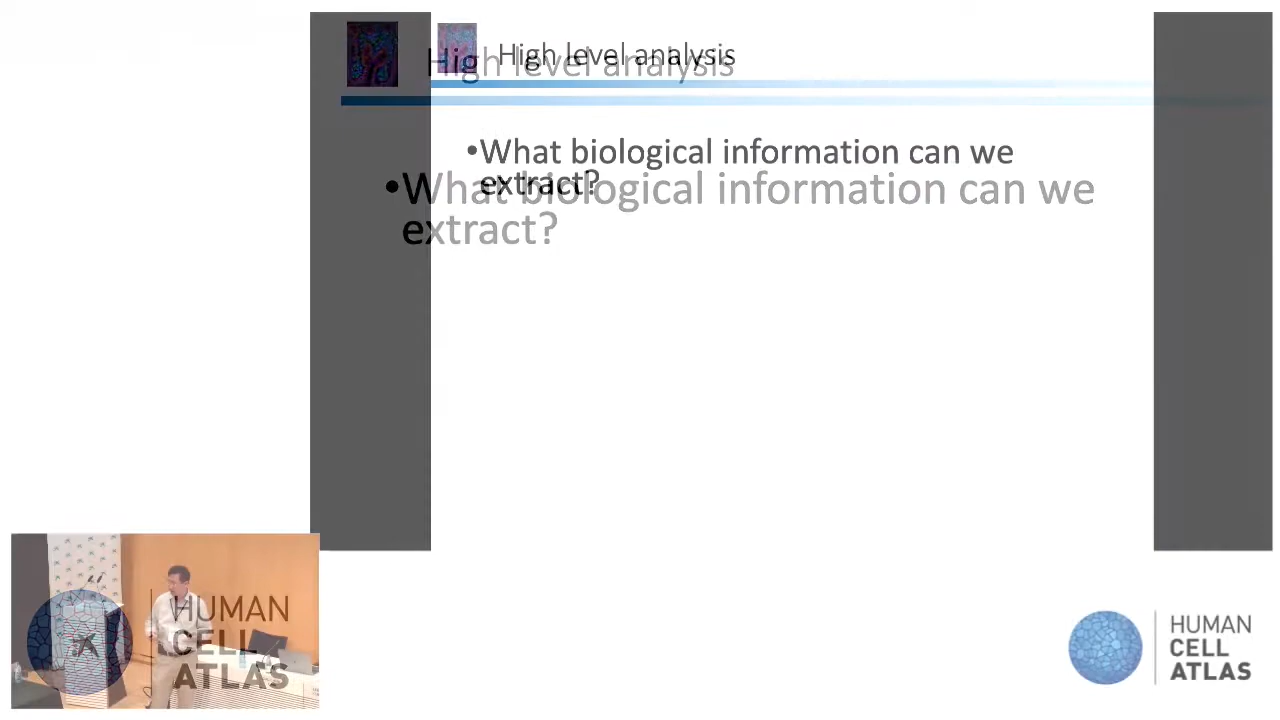 High level analysis
High level analysis
•What biological information can we
extract?
•What biological information can we
extract?
HUMAN
CELL
ATLAS
HUMAN
CELL
ATLAS